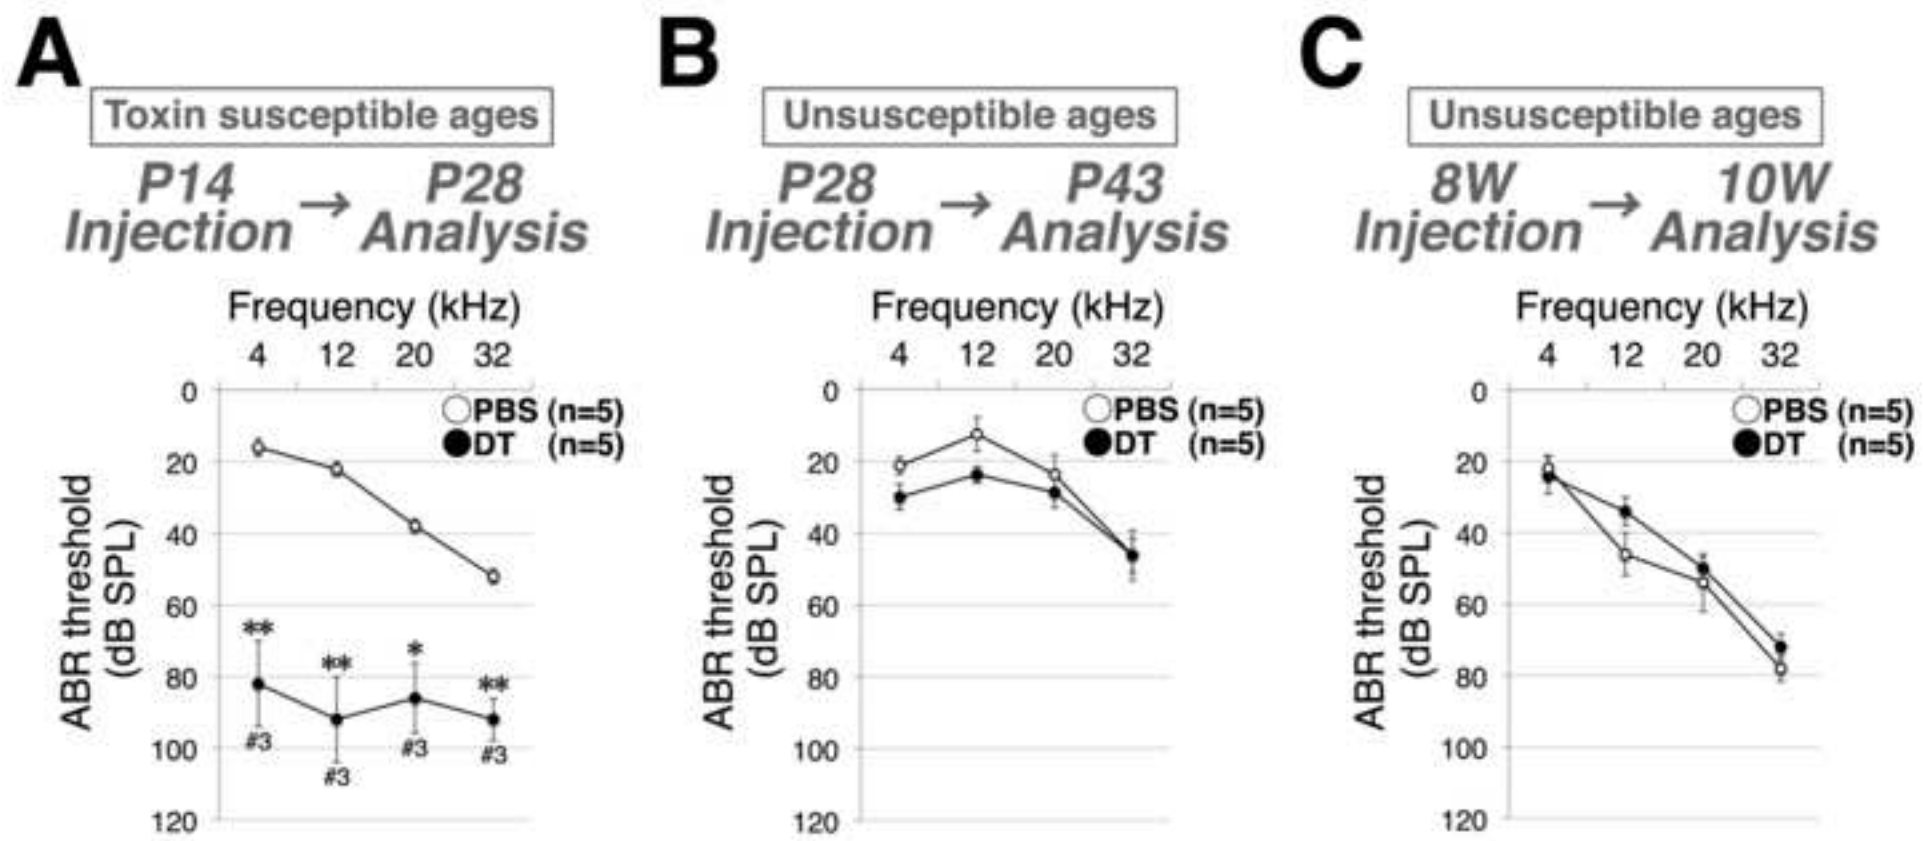 A
Toxin susceptible ages
P14 → P28
Injection Analysis
Frequency (kHz)
4 12 20 32
PBS (n=5)
DT (n=5)
ABR threshold
(dB SPL)
0
20
40
60
80
100
120
** ** * **
#3 #3 #3 #3
B
Unsusceptible ages
P28 → P43
Injection Analysis
Frequency (kHz)
4 12 20 32
PBS (n=5)
DT (n=5)
ABR threshold
(dB SPL)
0
20
40
60
80
100
120
C
Unsusceptible ages
8W → 10W
Injection Analysis
Frequency (kHz)
4 12 20 32
PBS (n=5)
DT (n=5)
ABR threshold
(dB SPL)
0
20
40
60
80
100
120